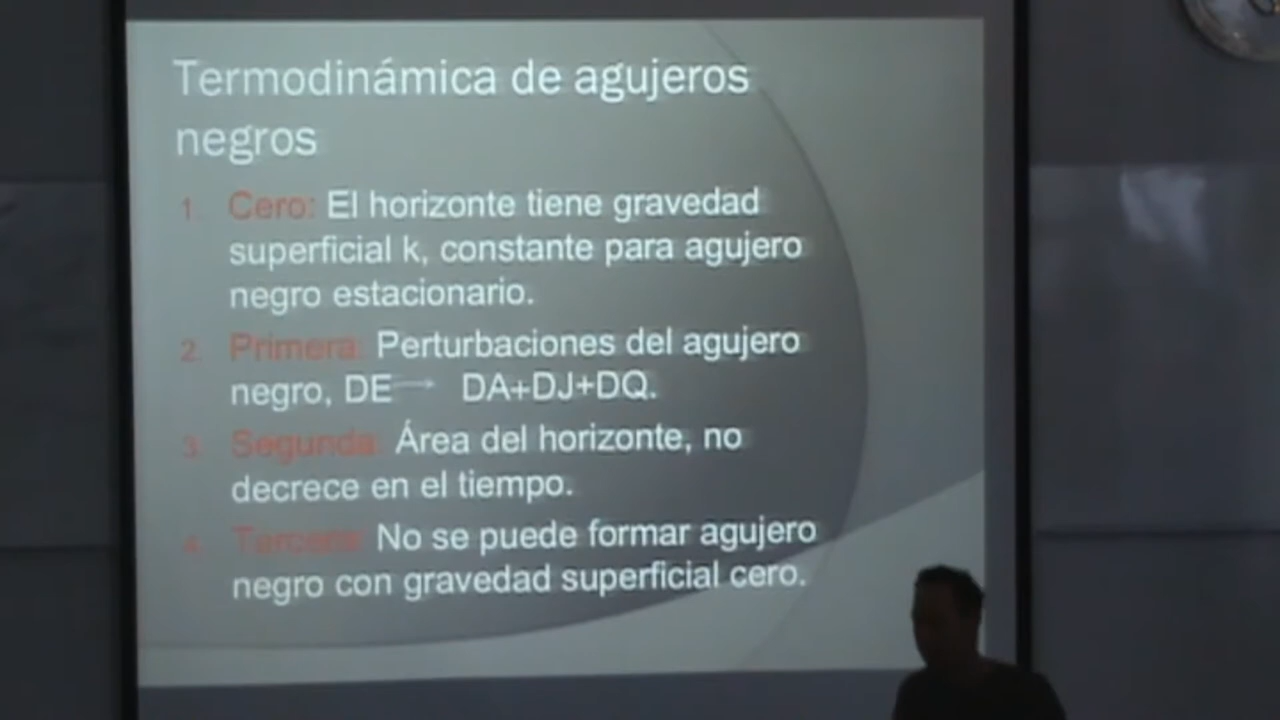 Termodinámica de agujeros
negros
1. Cero: El horizonte tiene gravedad
superficial k, constante para agujero
negro estacionario.
2. Primera: Perturbaciones del agujero
negro, DE → DA+DJ+DQ.
3. Segunda: Área del horizonte, no
decrece en el tiempo.
4. Tercera: No se puede formar agujero
negro con gravedad superficial cero.